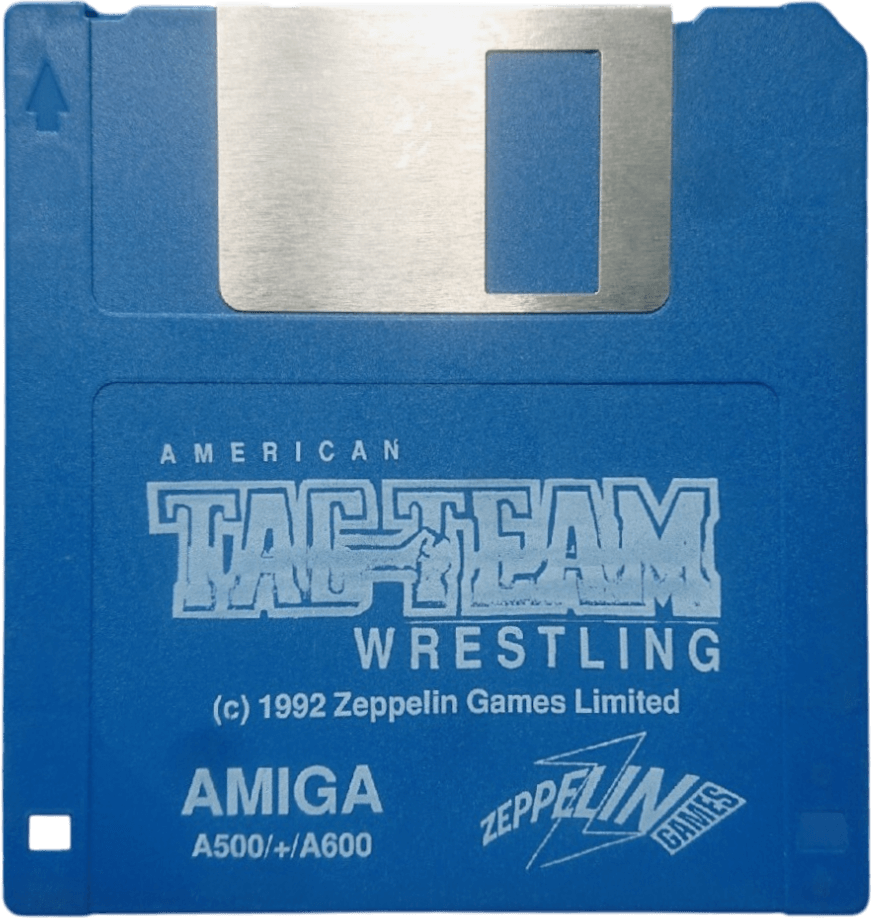 AMERICAN
TAG-TEAM
WRESTLING
(c) 1992 Zeppelin Games Limited
AMIGA
A500/+/A600
ZEPPELIN GAMES